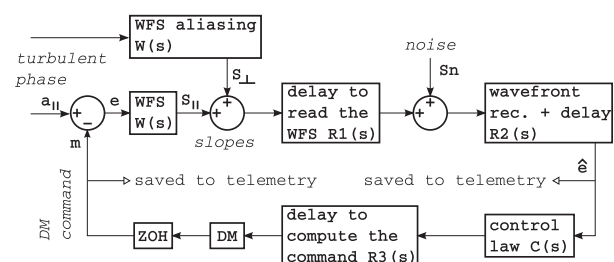 WFS aliasing
W(s)
turbulent
phase
a||
+
−
m
e
WFS
W(s)
S||
S⊥
+
+
slopes
delay to
read the
WFS R1(s)
noise
Sn
+
+
wavefront
rec. + delay
R2(s)
ê
saved to telemetry
saved to telemetry
DM
command
ZOH
DM
delay to
compute the
command R3(s)
control
law C(s)